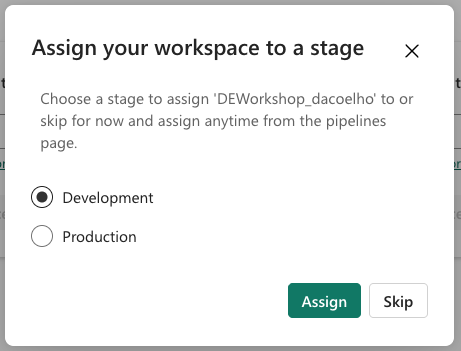 Assign your workspace to a stage
Choose a stage to assign 'DEWorkshop_dacoelho' to or
skip for now and assign anytime from the pipelines
page.
Development
Production
Assign
Skip